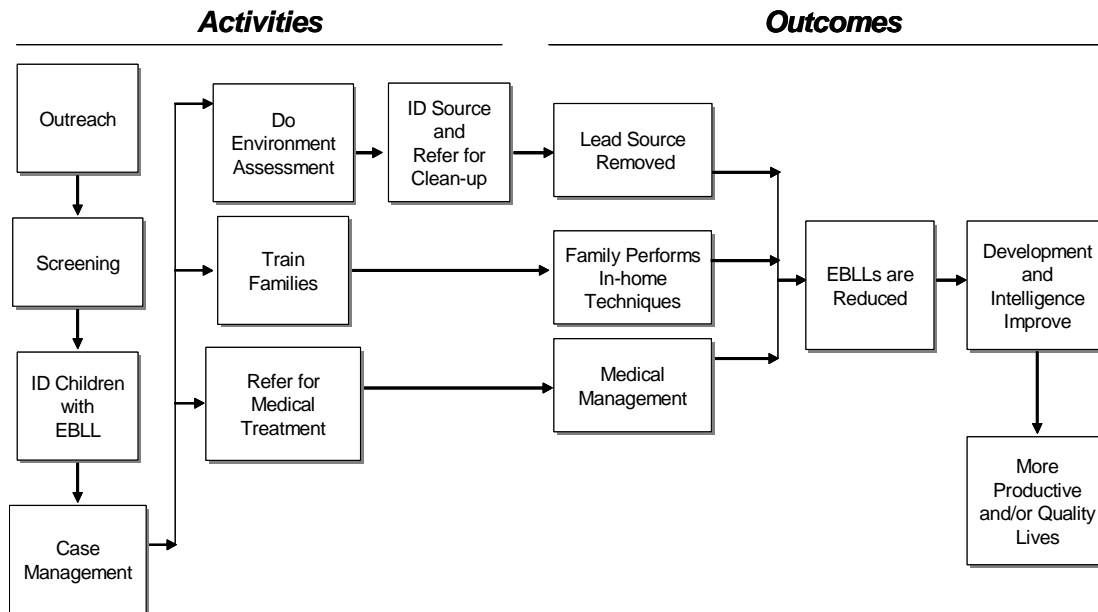 Activities
Outcomes
Outreach
Screening
ID Children
with
EBLL
Case
Management
Do
Environment
Assessment
ID Source
and
Refer for
Clean-up
Train
Families
Refer for
Medical
Treatment
Lead Source
Removed
Family Performs
In-home
Techniques
Medical
Management
EBLLs are
Reduced
Development
and
Intelligence
Improve
More
Productive
and/or Quality
Lives